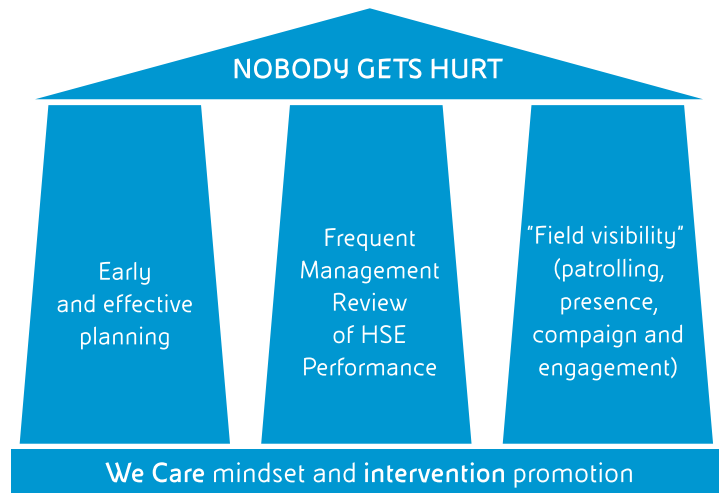 NOBODY GETS HURT
Early
and effective
planning
Frequent
Management
Review
of HSE
Performance
"Field visibility"
(patrolling,
presence,
compaign and
engagement)
We Care mindset and intervention promotion